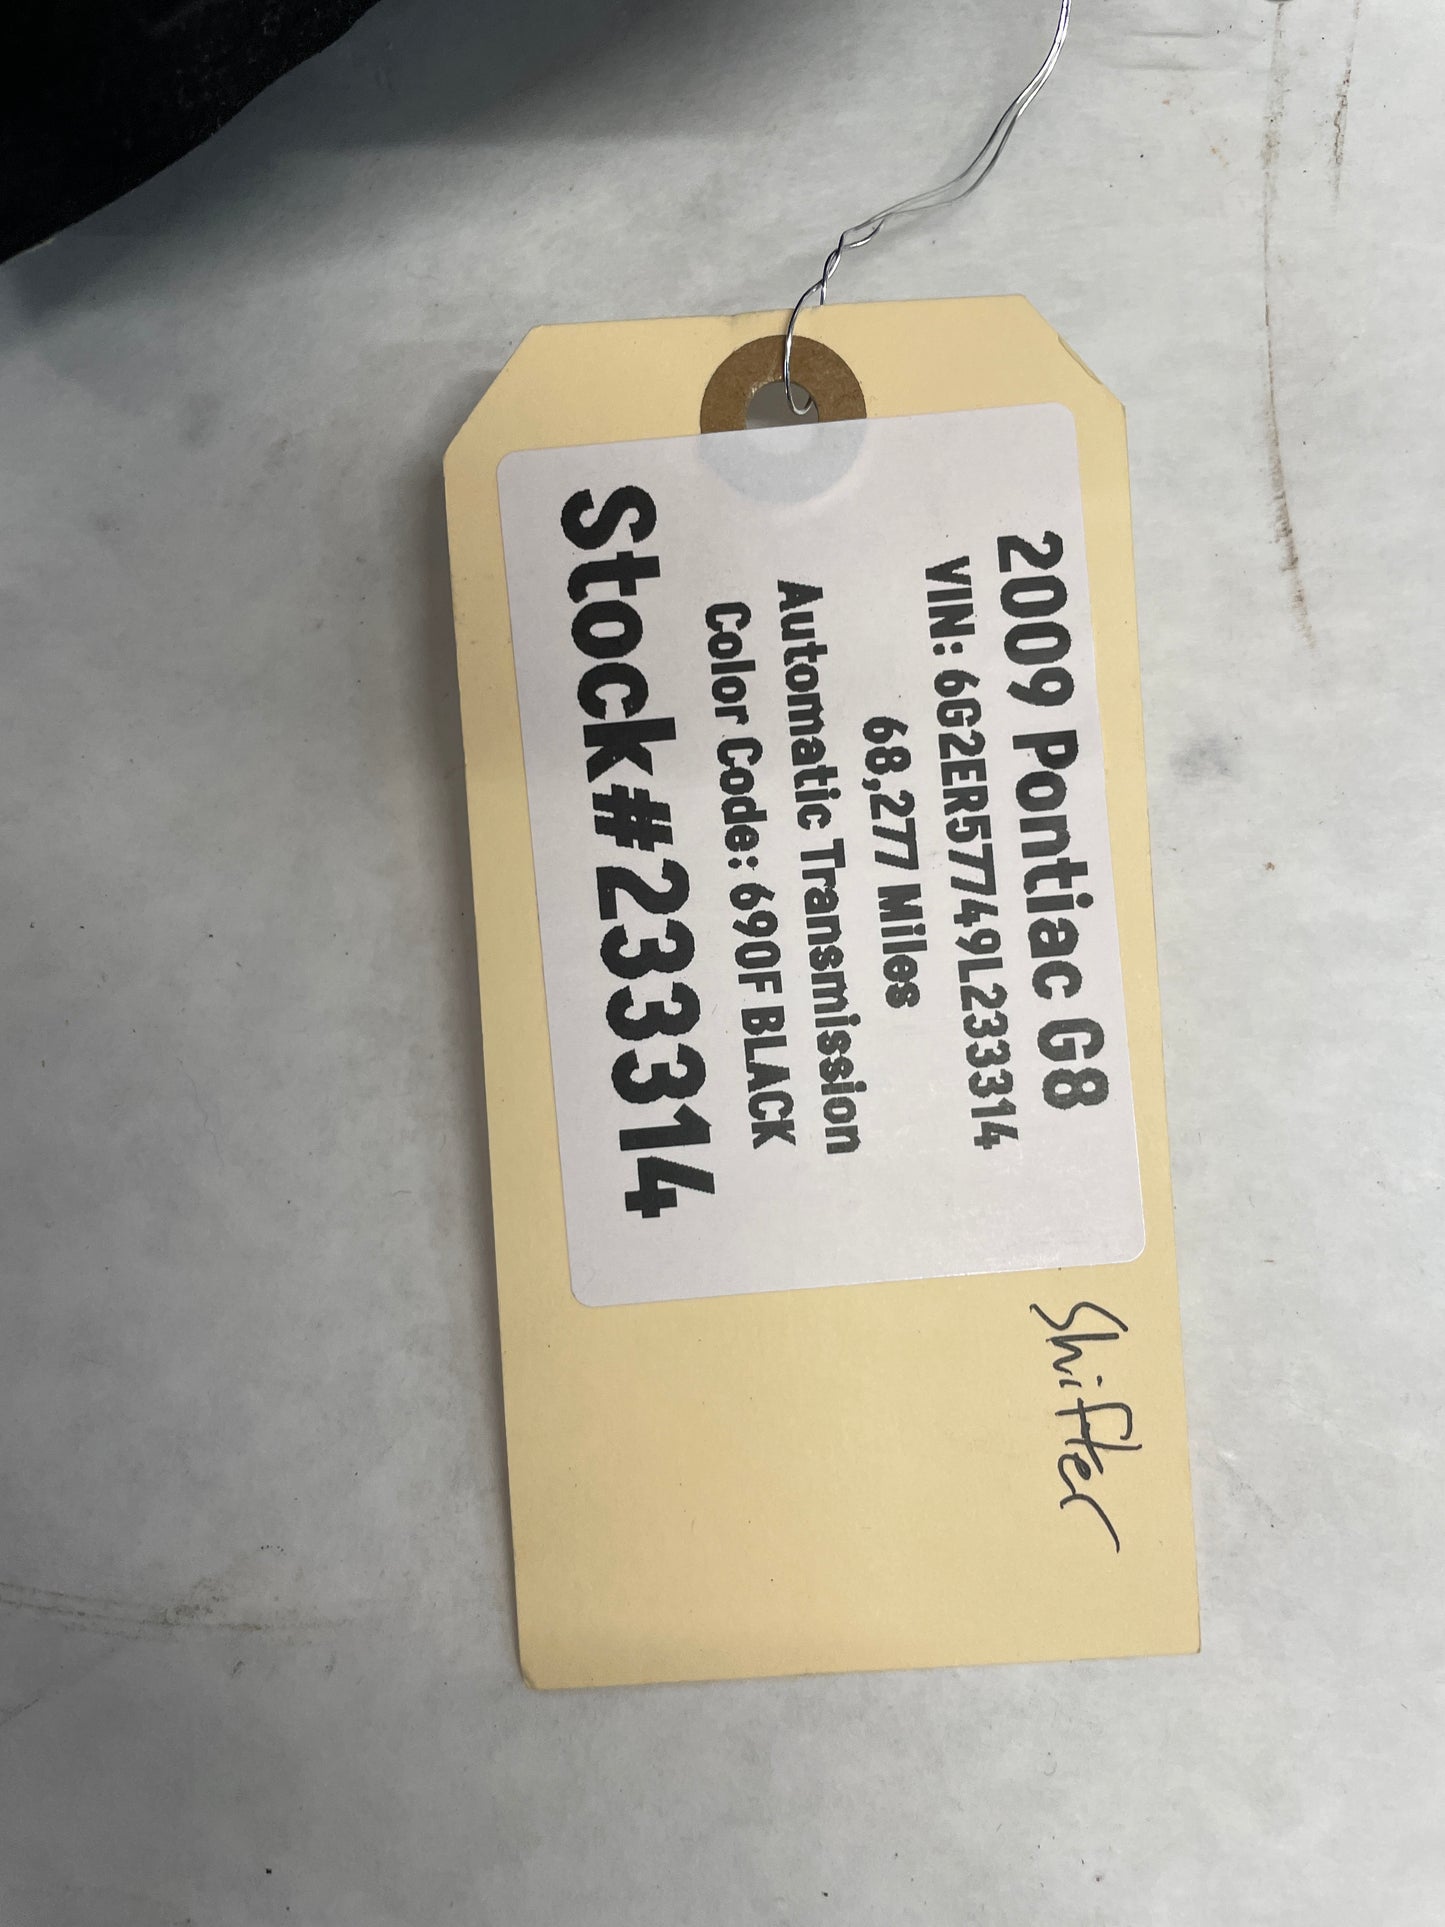 2009 Pontiac G8
VIN: 6G2ER57749L233314
68,277 Miles
Automatic Transmission
Color Code: 690F BLACK
Stock#233314
Shifter